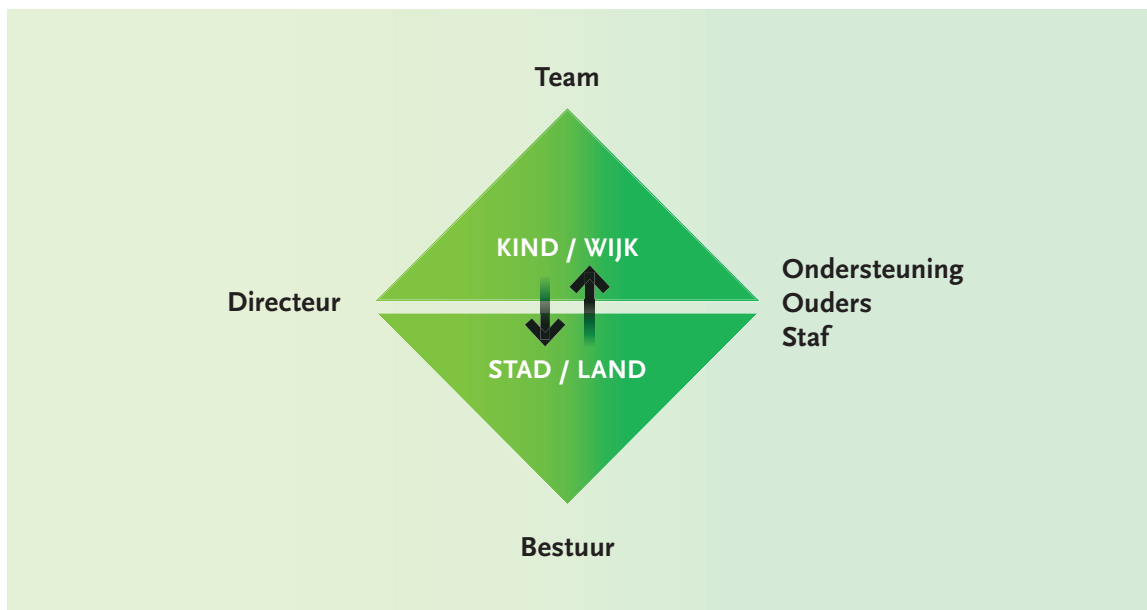 Team
KIND / WIJK
Directeur
Ondersteuning
Ouders
Staf
STAD / LAND
Bestuur